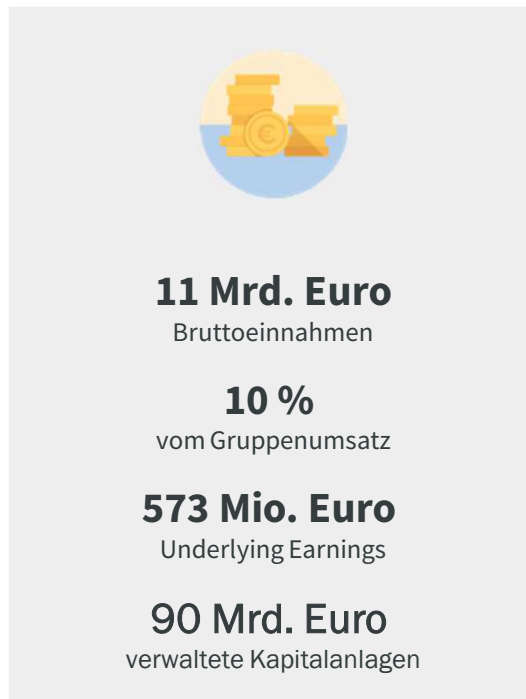 €
11 Mrd. Euro
Bruttoeinnahmen
10 %
vom Gruppenumsatz
573 Mio. Euro
Underlying Earnings
90 Mrd. Euro
verwaltete Kapitalanlagen